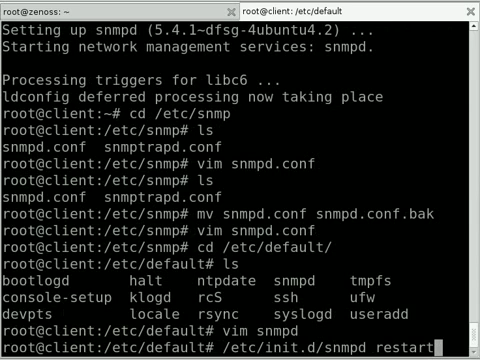 root@zenoss: ~
root@client: /etc/default
Setting up snmpd (5.4.1~dfsg-4ubuntu4.2) ...
Starting network management services: snmpd.
Processing triggers for libc6 ...
ldconfig deferred processing now taking place
root@client:~# cd /etc/snmp
root@client:/etc/snmp# ls
snmpd.conf  snmptrapd.conf
root@client:/etc/snmp# vim snmpd.conf
root@client:/etc/snmp# ls
snmpd.conf  snmptrapd.conf
root@client:/etc/snmp# mv snmpd.conf snmpd.conf.bak
root@client:/etc/snmp# vim snmpd.conf
root@client:/etc/snmp# cd /etc/default/
root@client:/etc/default# ls
bootlogd       halt    ntpdate  snmpd    tmpfs
console-setup  klogd   rcS      ssh      ufw
devpts         locale  rsync    syslogd  useradd
root@client:/etc/default# vim snmpd
root@client:/etc/default# /etc/init.d/snmpd restart